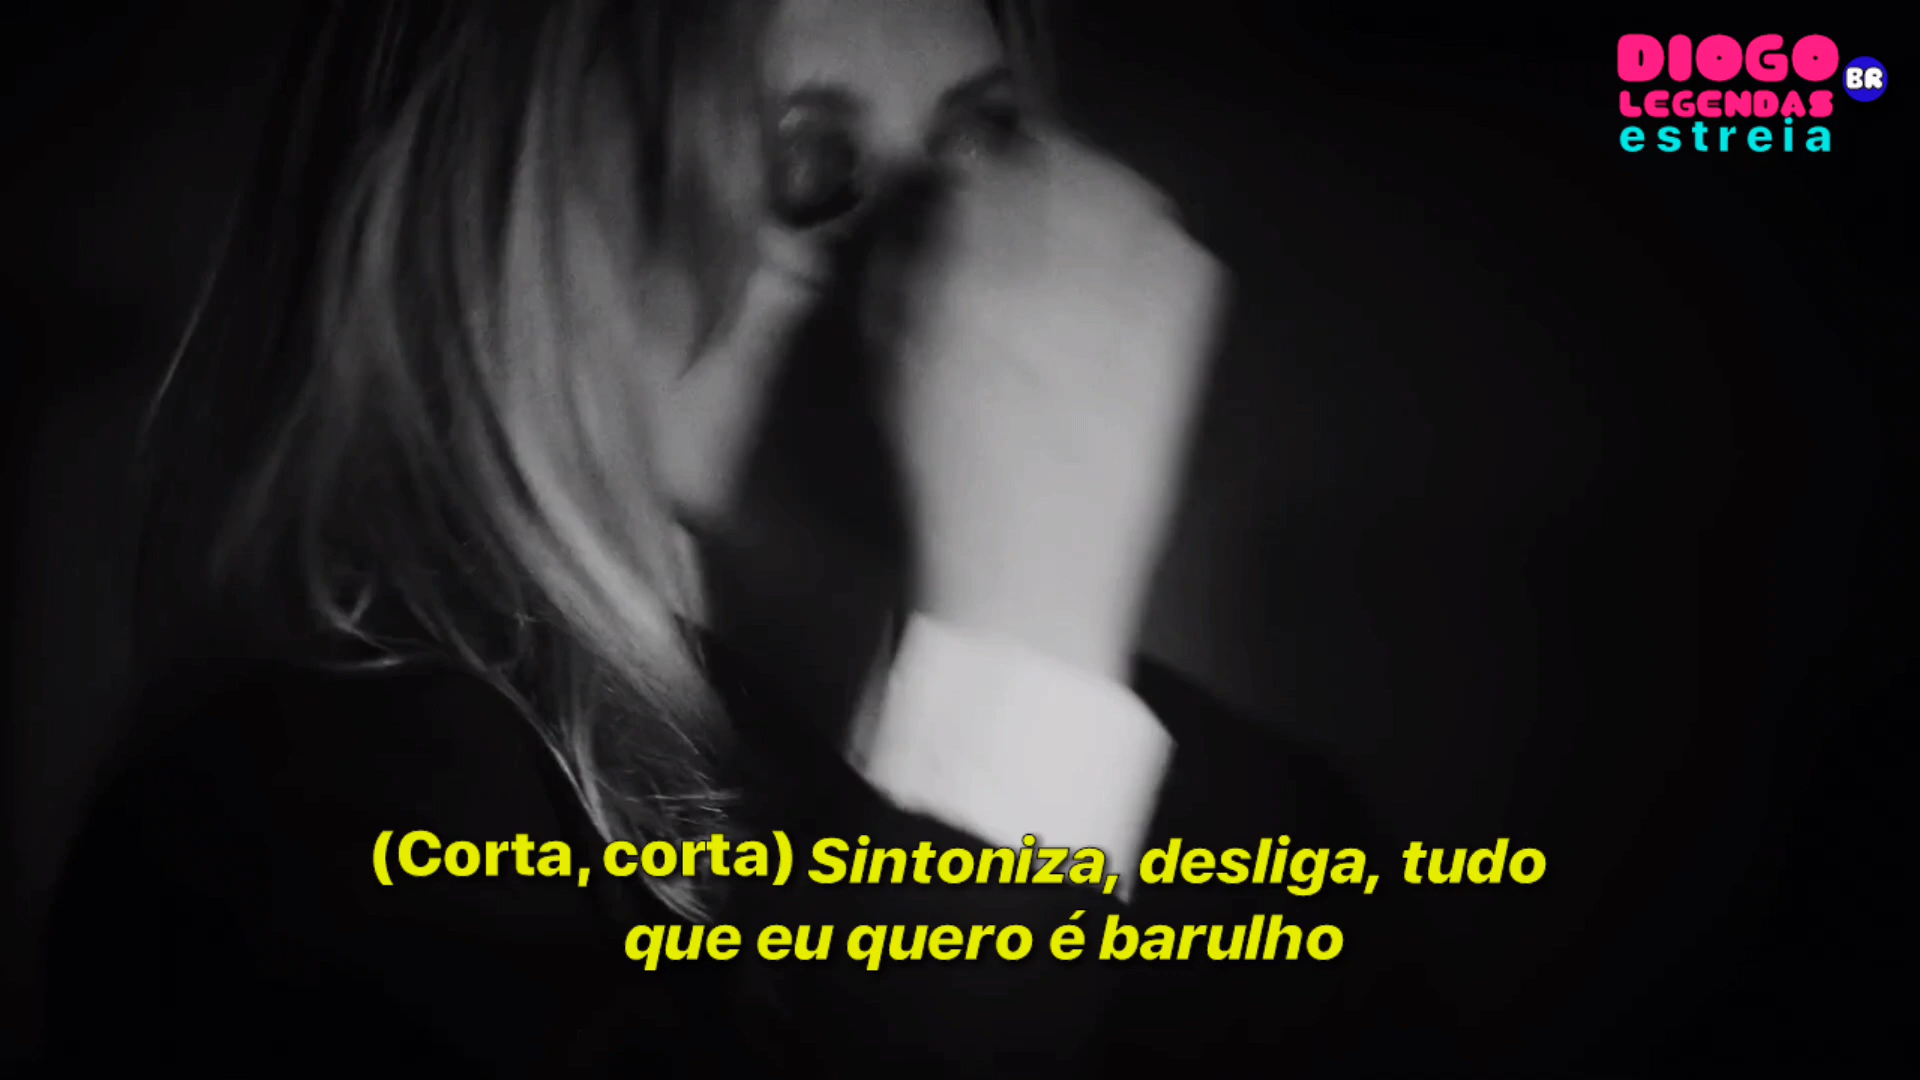 DIOGO
BR
LEGENDAS
estreia
(Corta, corta) Sintoniza, desliga, tudo
que eu quero é barulho